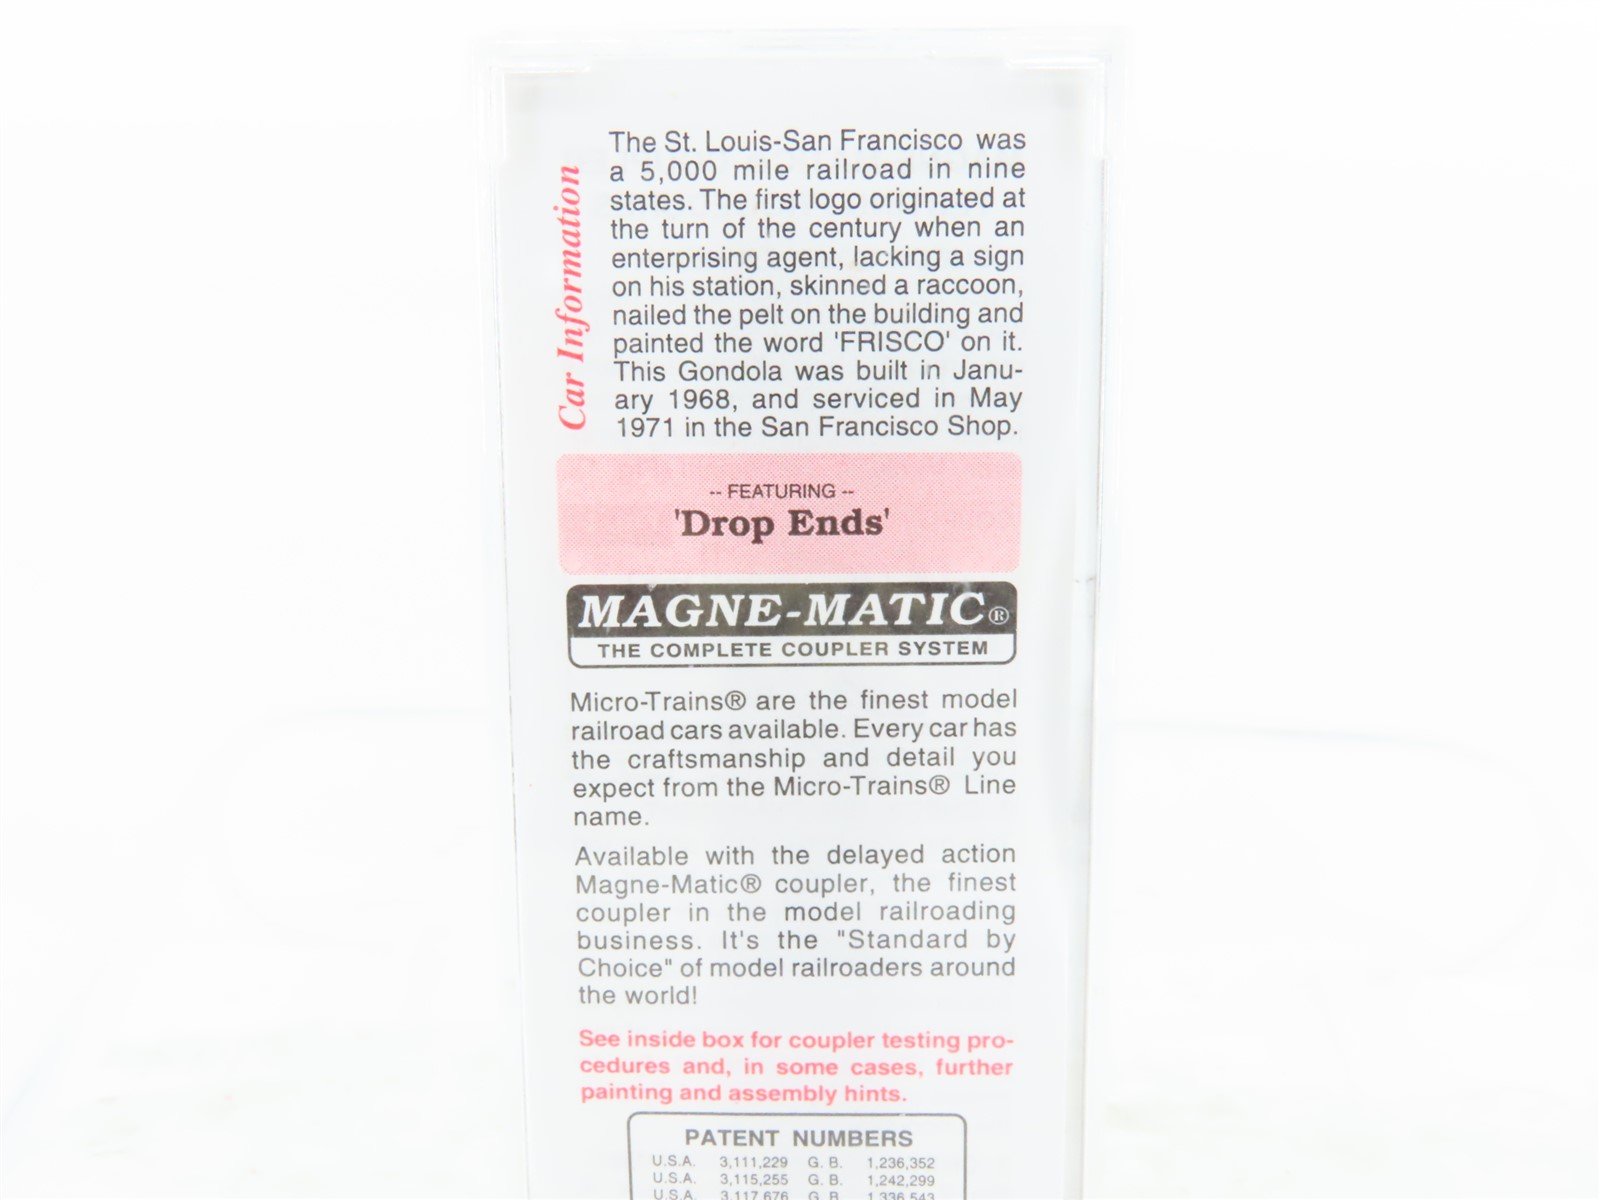 Car Information
The St. Louis-San Francisco was
a 5,000 mile railroad in nine
states. The first logo originated at
the turn of the century when an
enterprising agent, lacking a sign
on his station, skinned a raccoon,
nailed the pelt on the building and
painted the word 'FRISCO' on it.
This Gondola was built in Janu-
ary 1968, and serviced in May
1971 in the San Francisco Shop.
-- FEATURING --
'Drop Ends'
MAGNE-MATIC®
THE COMPLETE COUPLER SYSTEM
Micro-Trains® are the finest model
railroad cars available. Every car has
the craftsmanship and detail you
expect from the Micro-Trains® Line
name.
Available with the delayed action
Magne-Matic® coupler, the finest
coupler in the model railroading
business. It's the "Standard by
Choice" of model railroaders around
the world!
See inside box for coupler testing pro-
cedures and, in some cases, further
painting and assembly hints.
PATENT NUMBERS
U.S.A. 3,111,229 G. B. 1,236,352
U.S.A. 3,115,255 G. B. 1,242,299
U.S.A. 3,117,676 G. B. 1,336,543